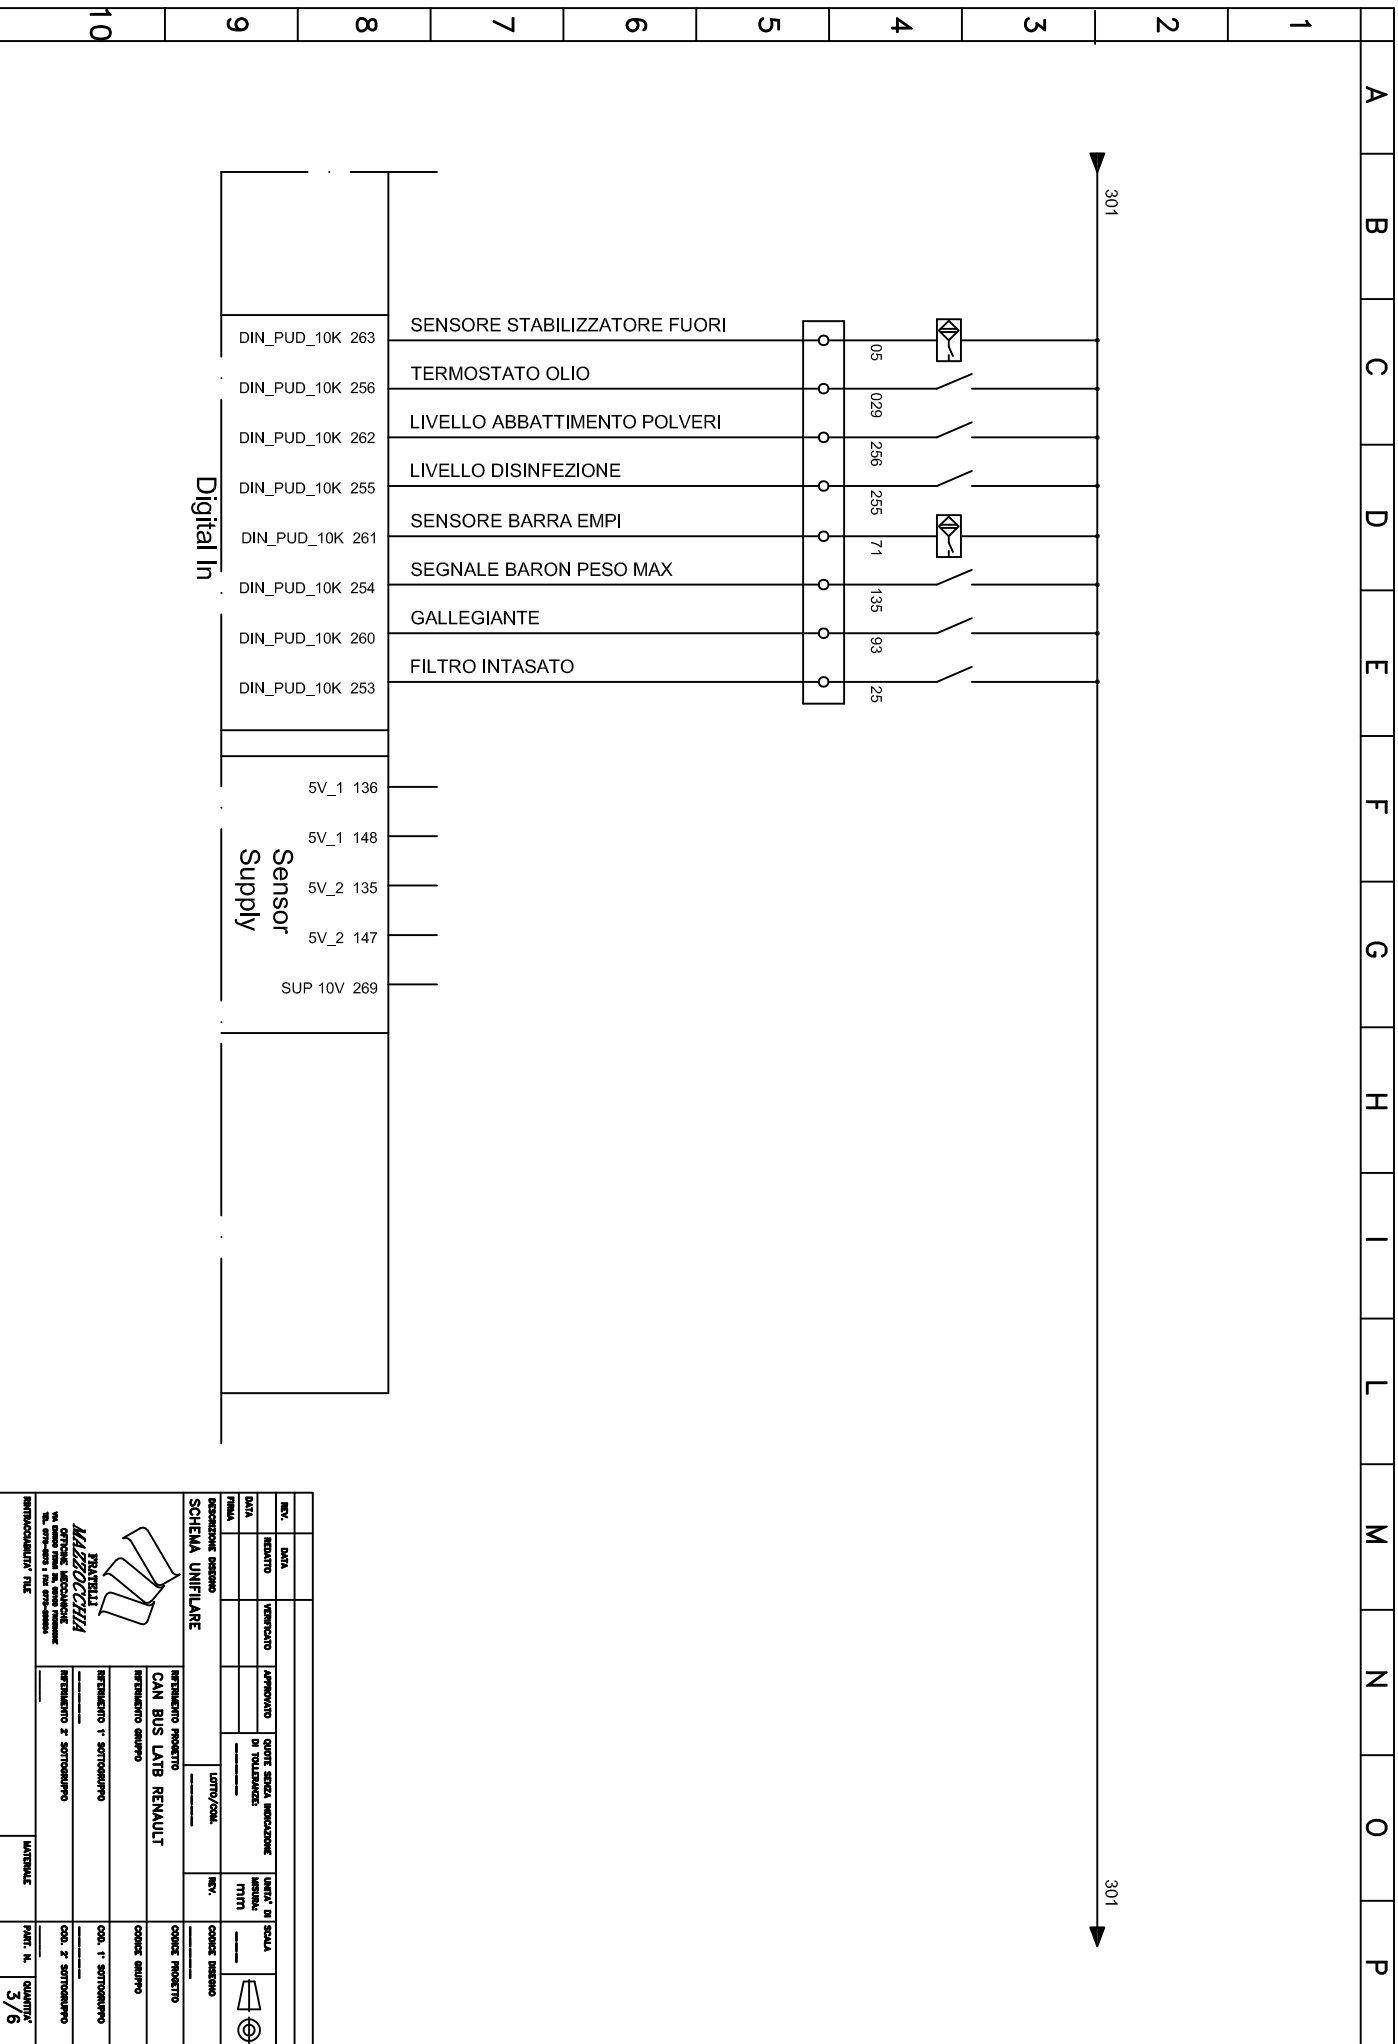 10
9
8
7
6
5
4
3
2
1
A
B
C
D
E
F
G
H
I
L
M
N
O
P
301
301
DIN_PUD_10K 263
SENSORE STABILIZZATORE FUORI
05
DIN_PUD_10K 256
TERMOSTATO OLIO
029
DIN_PUD_10K 262
LIVELLO ABBATTIMENTO POLVERI
256
DIN_PUD_10K 255
LIVELLO DISINFEZIONE
255
DIN_PUD_10K 261
SENSORE BARRA EMPI
71
DIN_PUD_10K 254
SEGNALE BARON PESO MAX
135
DIN_PUD_10K 260
GALLEGIANTE
93
DIN_PUD_10K 253
FILTRO INTASATO
25
Digital In
5V_1 136
5V_1 148
5V_2 135
5V_2 147
SUP 10V 269
Sensor
Supply
REV.
DATA
REDATTO
VERIFICATO
APPROVATO
DATA
FIRMA
QUOTE SENZA INDICAZIONE
DI TOLLERANZE:
UNITA' DI
MISURA:
mm
SCALA
DESCRIZIONE DISEGNO
SCHEMA UNIFILARE
LOTTO/COM.
REV.
CODICE DISEGNO
RIFERIMENTO PROGETTO
CAN BUS LATB RENAULT
CODICE PROGETTO
RIFERIMENTO GRUPPO
CODICE GRUPPO
RIFERIMENTO 1° SOTTOGRUPPO
COD. 1° SOTTOGRUPPO
RIFERIMENTO 2° SOTTOGRUPPO
COD. 2° SOTTOGRUPPO
FRATELLI
MAZZOCCHIA
OFFICINE MECCANICHE
RINTRACCIABILITA' FILE
MATERIALE
PART. N.
QUANTITA'
3/6